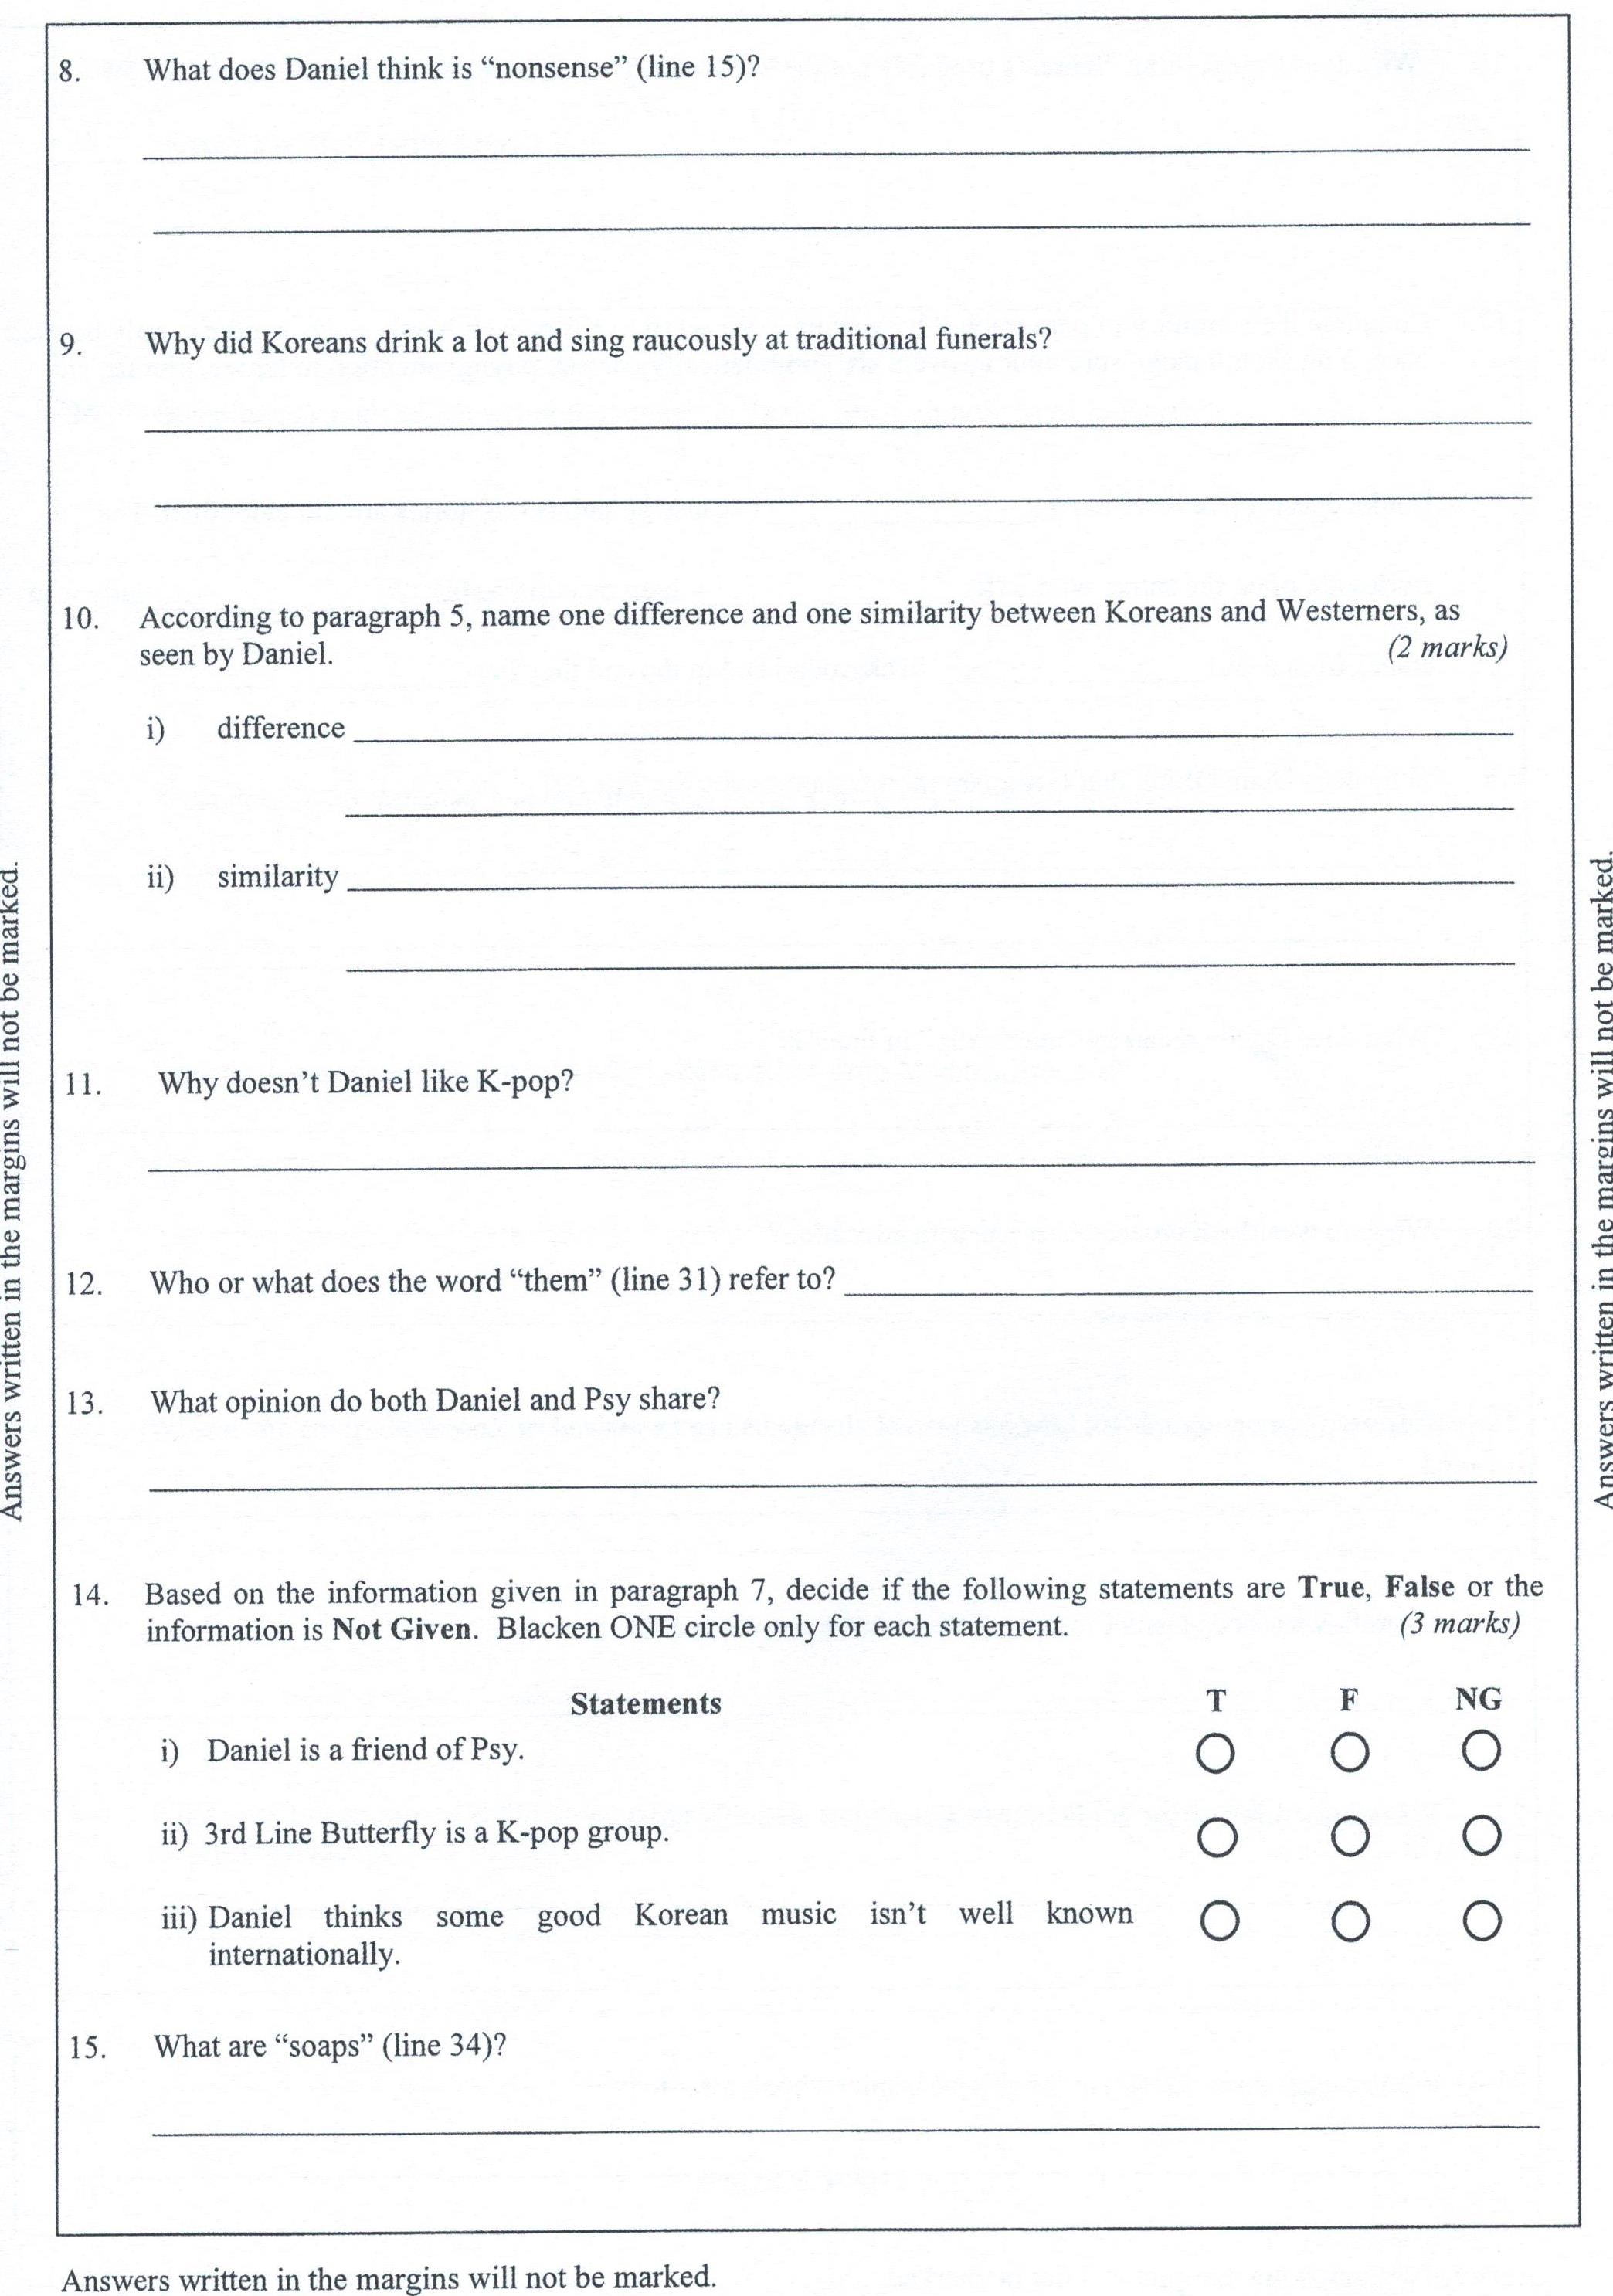 8. What does Daniel think is “nonsense” (line 15)?
9. Why did Koreans drink a lot and sing raucously at traditional funerals?
10. According to paragraph 5, name one difference and one similarity between Koreans and Westerners, as
seen by Daniel. (2 marks)
i) difference
ii) similarity
11. Why doesn’t Daniel like K-pop?
12. Who or what does the word “them” (line 31) refer to?
13. What opinion do both Daniel and Psy share?
14. Based on the information given in paragraph 7, decide if the following statements are True, False or the
information is Not Given. Blacken ONE circle only for each statement. (3 marks)
Statements T F NG
i) Daniel is a friend of Psy.
ii) 3rd Line Butterfly is a K-pop group.
iii) Daniel thinks some good Korean music isn’t well known
internationally.
15. What are “soaps” (line 34)?
Answers written in the margins will not be marked.
Answers written in the margins will not be marked.
Answers written in the margins will not be marked.